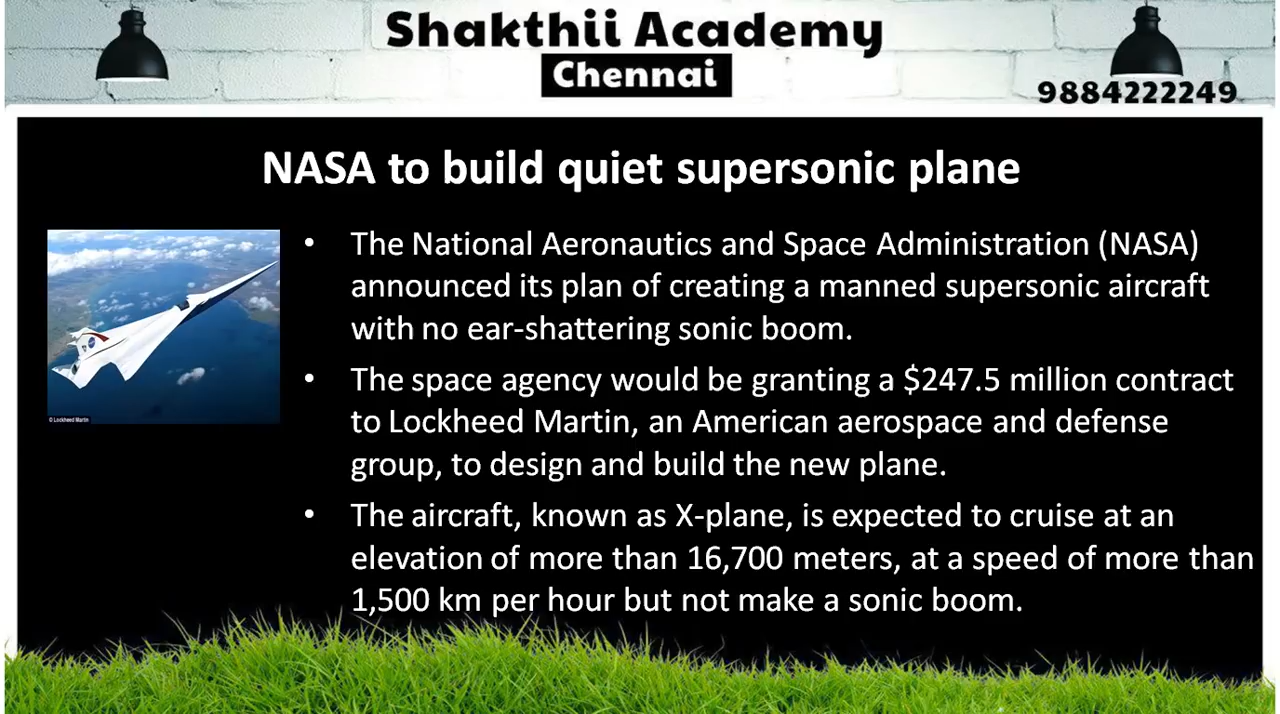 Shakthii Academy
Chennai
9884222249
NASA to build quiet supersonic plane
• The National Aeronautics and Space Administration (NASA)
announced its plan of creating a manned supersonic aircraft
with no ear-shattering sonic boom.
• The space agency would be granting a $247.5 million contract
to Lockheed Martin, an American aerospace and defense
group, to design and build the new plane.
• The aircraft, known as X-plane, is expected to cruise at an
elevation of more than 16,700 meters, at a speed of more than
1,500 km per hour but not make a sonic boom.
© Lockheed Martin